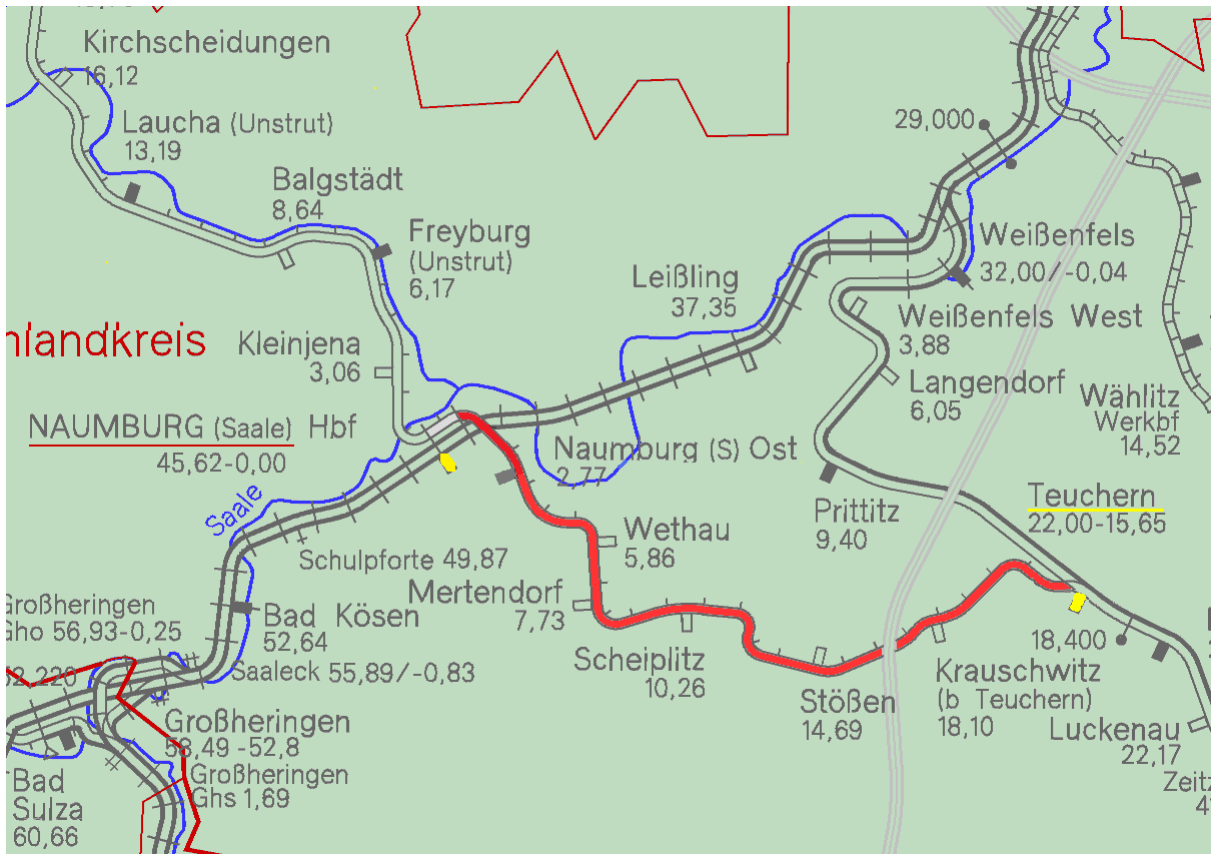 Kirchscheidungen
16,12
Laucha (Unstrut)
13,19
Balgstädt
8,64
Freyburg
(Unstrut)
6,17
Kleinjena
3,06
NAUMBURG (Saale) Hbf
45,62-0,00
29,000
Weißenfels
32,00/-0,04
Leißling
37,35
Weißenfels West
3,88
Langendorf
6,05
Wählitz
Werkbf
14,52
Naumburg (S) Ost
2,77
Saale
Prittitz
9,40
Teuchern
22,00-15,65
Wethau
5,86
Schulpforte 49,87
Mertendorf
7,73
Bad Kösen
52,64
Großheringen
Gho 56,93-0,25
Saaleck 55,89/-0,83
Scheiplitz
10,26
Stößen
14,69
Krauschwitz
(b Teuchern)
18,10
18,400
Luckenau
22,17
Großheringen
58,49 -52,8
Großheringen
Ghs 1,69
Bad
Sulza
60,66